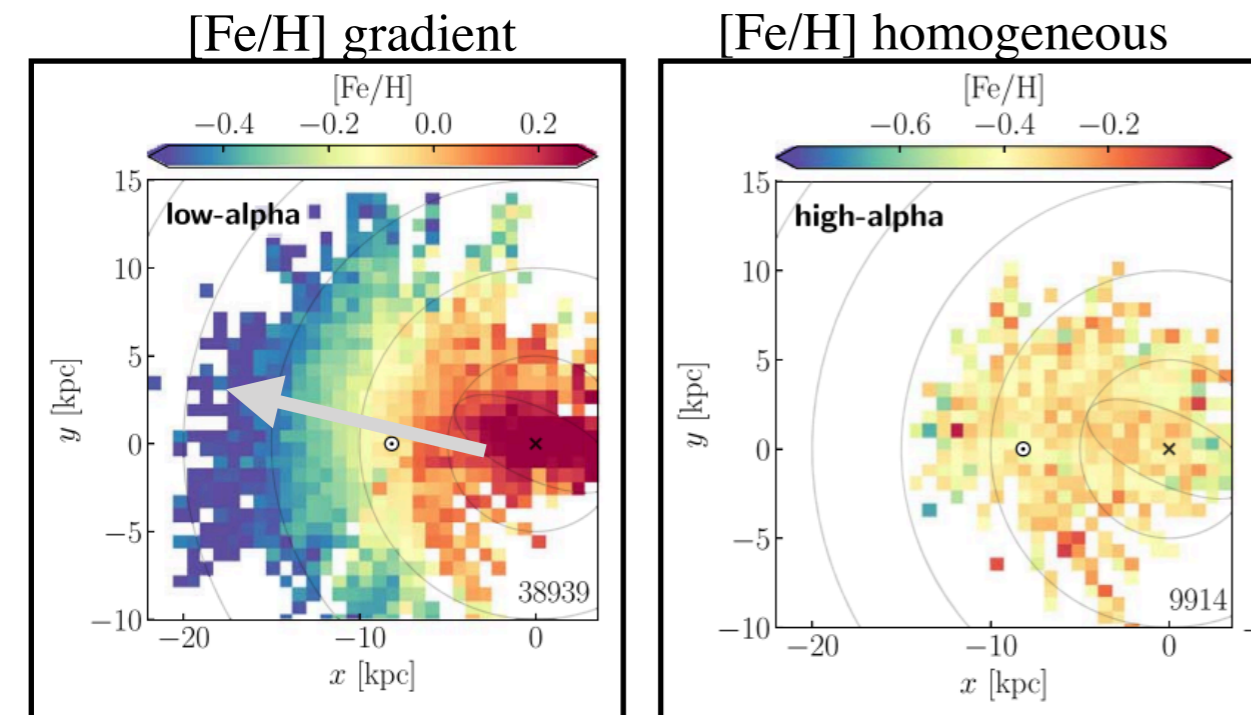 [Fe/H] gradient
[Fe/H]
−0.4 −0.2 0.0 0.2
15
low-alpha
10
5
y [kpc]
0
−5
38939
−10
−20 −10 0
x [kpc]
[Fe/H] homogeneous
[Fe/H]
−0.6 −0.4 −0.2
15
high-alpha
10
5
y [kpc]
0
−5
9914
−10
−20 −10 0
x [kpc]